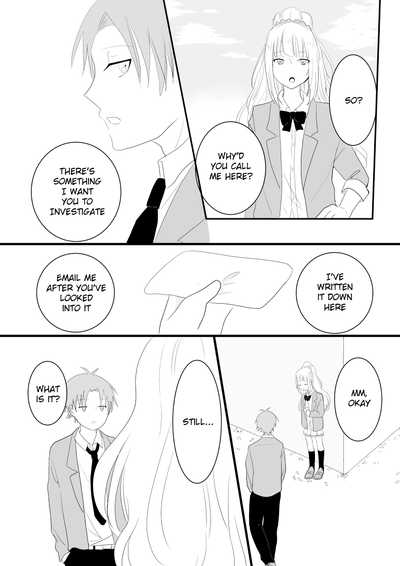 SO?
WHY'D
YOU CALL
ME HERE?
THERE'S
SOMETHING
I WANT
YOU TO
INVESTIGATE
I'VE
WRITTEN
IT DOWN
HERE
EMAIL ME
AFTER YOU'VE
LOOKED
INTO IT
MM,
OKAY
STILL...
WHAT
IS IT?